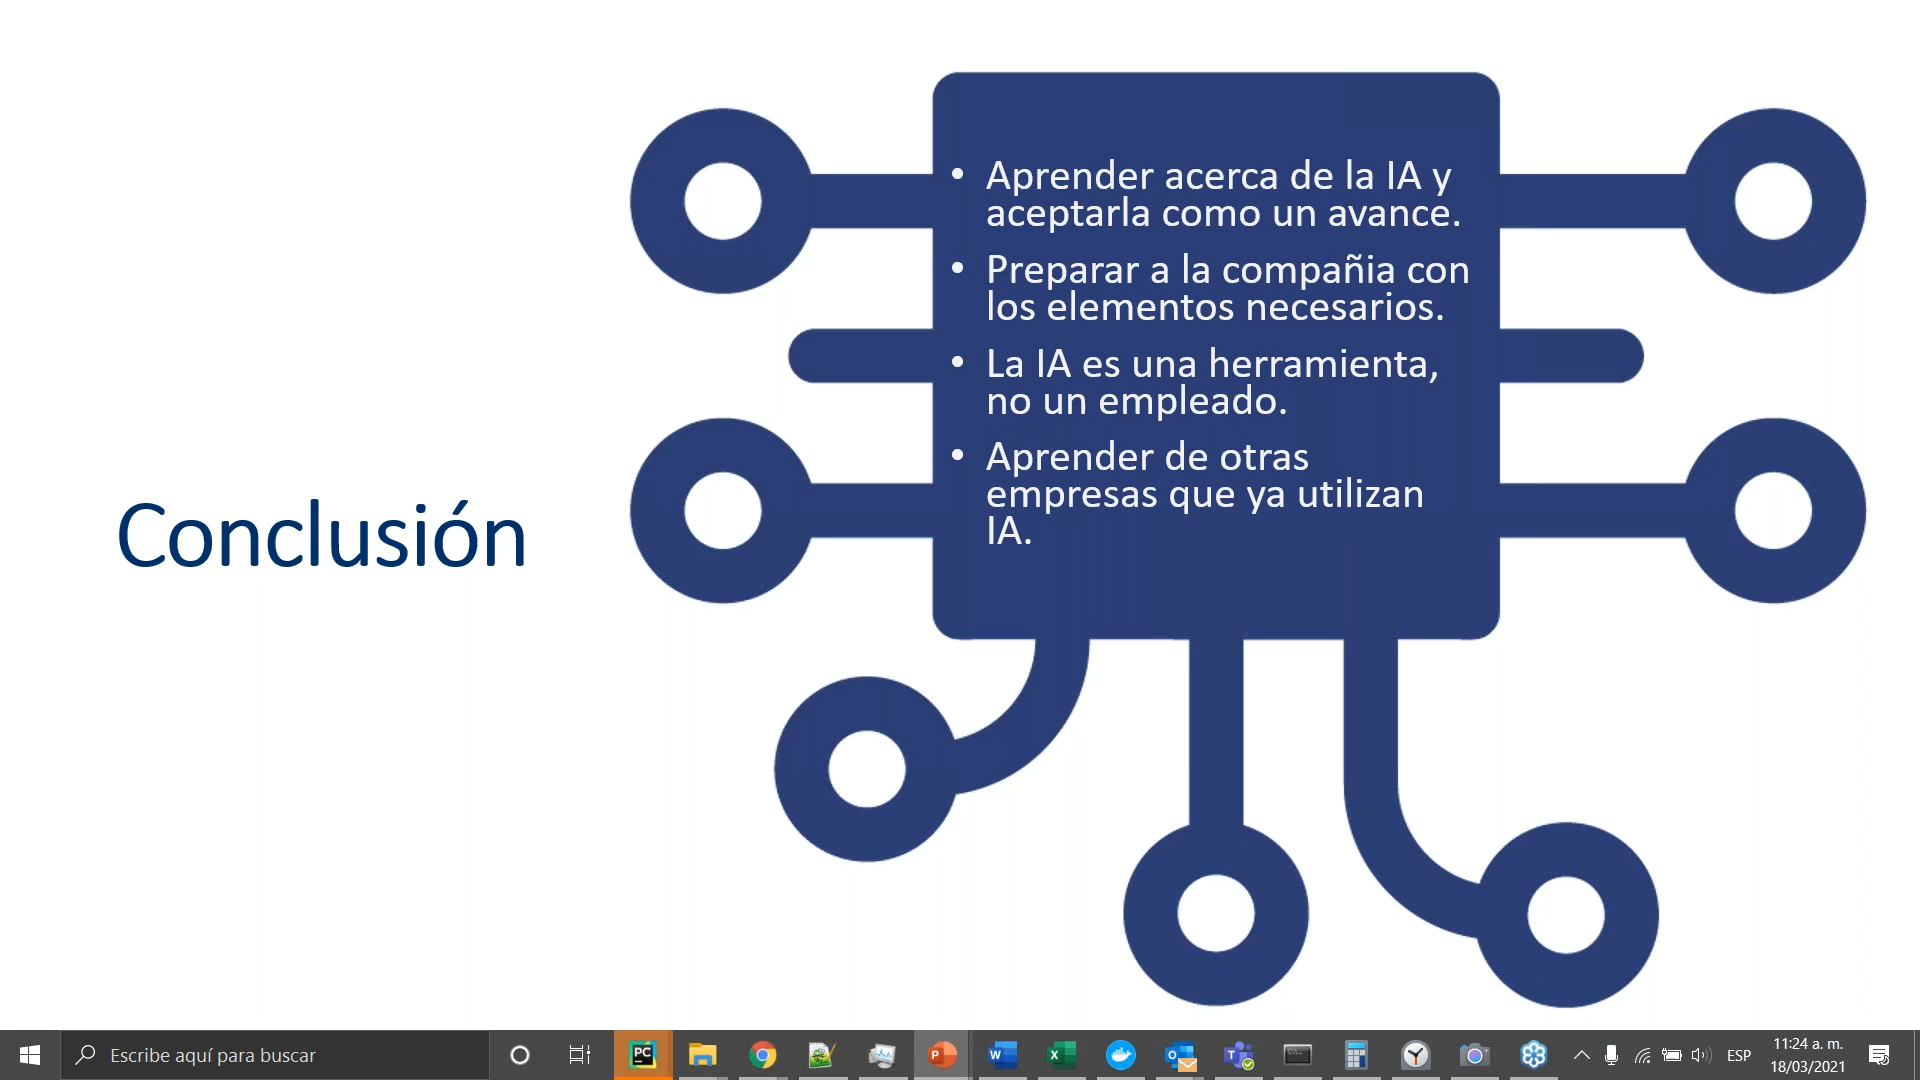 Conclusión
• Aprender acerca de la IA y
aceptarla como un avance.
• Preparar a la compañia con
los elementos necesarios.
• La IA es una herramienta,
no un empleado.
• Aprender de otras
empresas que ya utilizan
IA.
Escribe aquí para buscar
PC
P
W
X
O
T
ESP
11:24 a. m.
18/03/2021